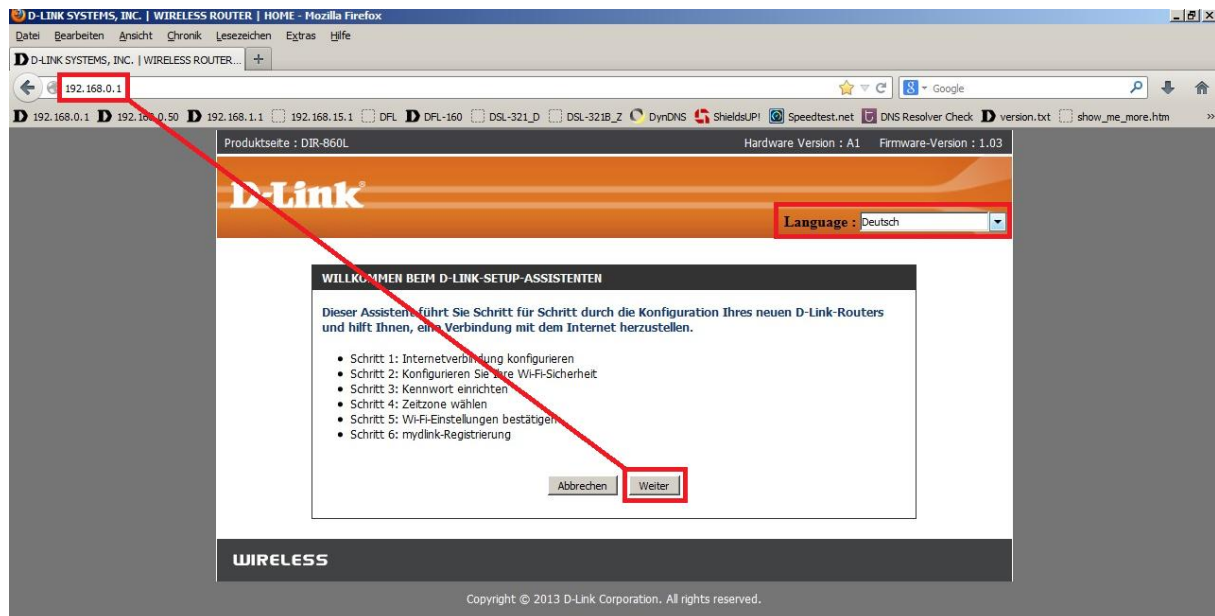 D-LINK SYSTEMS, INC. | WIRELESS ROUTER | HOME - Mozilla Firefox
Datei Bearbeiten Ansicht Chronik Lesezeichen Extras Hilfe
D-LINK SYSTEMS, INC. | WIRELESS ROUTER... +
192.168.0.1 Google
192.168.0.1 192.168.0.50 192.168.1.1 192.168.15.1 DFL DFL-160 DSL-321_D DSL-321B_Z DynDNS ShieldsUP! Speedtest.net DNS Resolver Check version.txt show_me_more.htm »
Produktseite : DIR-860L Hardware Version : A1 Firmware-Version : 1.03
D-Link
Language : Deutsch
WILLKOMMEN BEIM D-LINK-SETUP-ASSISTENTEN
Dieser Assistent führt Sie Schritt für Schritt durch die Konfiguration Ihres neuen D-Link-Routers
und hilft Ihnen, eine Verbindung mit dem Internet herzustellen.
• Schritt 1: Internetverbindung konfigurieren
• Schritt 2: Konfigurieren Sie Ihre Wi-Fi-Sicherheit
• Schritt 3: Kennwort einrichten
• Schritt 4: Zeitzone wählen
• Schritt 5: Wi-Fi-Einstellungen bestätigen
• Schritt 6: mydlink-Registrierung
Abbrechen Weiter
WIRELESS
Copyright © 2013 D-Link Corporation. All rights reserved.